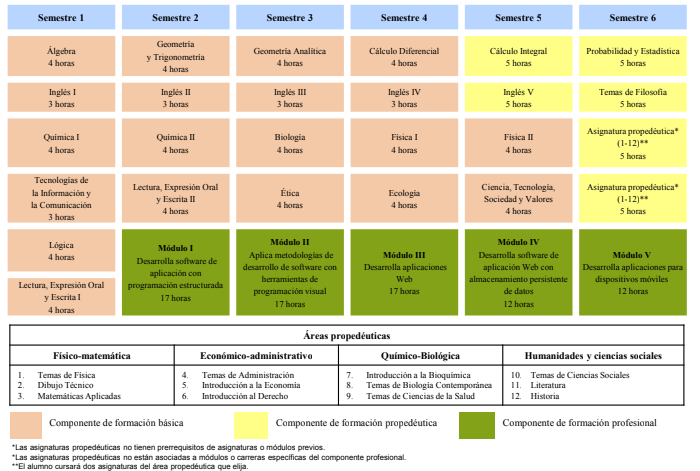 Semestre 1
Semestre 2
Semestre 3
Semestre 4
Semestre 5
Semestre 6
Álgebra
4 horas
Geometría
y Trigonometría
4 horas
Geometría Analítica
4 horas
Cálculo Diferencial
4 horas
Cálculo Integral
5 horas
Probabilidad y Estadística
5 horas
Inglés I
3 horas
Inglés II
3 horas
Inglés III
3 horas
Inglés IV
3 horas
Inglés V
5 horas
Temas de Filosofía
5 horas
Química I
4 horas
Química II
4 horas
Biología
4 horas
Física I
4 horas
Física II
4 horas
Asignatura propedéutica*
(1-12)**
5 horas
Tecnologías de
la Información y
la Comunicación
3 horas
Lectura, Expresión Oral
y Escrita II
4 horas
Ética
4 horas
Ecología
4 horas
Ciencia, Tecnología,
Sociedad y Valores
4 horas
Asignatura propedéutica*
(1-12)**
5 horas
Lógica
4 horas
Lectura, Expresión Oral
y Escrita I
4 horas
Módulo I
Desarrolla software de
aplicación con
programación estructurada
17 horas
Módulo II
Aplica metodologías de
desarrollo de software con
herramientas de
programación visual
17 horas
Módulo III
Desarrolla aplicaciones
Web
17 horas
Módulo IV
Desarrolla software de
aplicación Web con
almacenamiento persistente
de datos
12 horas
Módulo V
Desarrolla aplicaciones para
dispositivos móviles
12 horas
Áreas propedéuticas
Físico-matemática
Económico-administrativo
Químico-Biológica
Humanidades y ciencias sociales
1. Temas de Física
2. Dibujo Técnico
3. Matemáticas Aplicadas
4. Temas de Administración
5. Introducción a la Economía
6. Introducción al Derecho
7. Introducción a la Bioquímica
8. Temas de Biología Contemporánea
9. Temas de Ciencias de la Salud
10. Temas de Ciencias Sociales
11. Literatura
12. Historia
Componente de formación básica
Componente de formación propedéutica
Componente de formación profesional
*Las asignaturas propedéuticas no tienen prerrequisitos de asignaturas o módulos previos.
*Las asignaturas propedéuticas no están asociadas a módulos o carreras específicas del componente profesional.
**El alumno cursará dos asignaturas del área propedéutica que elija.